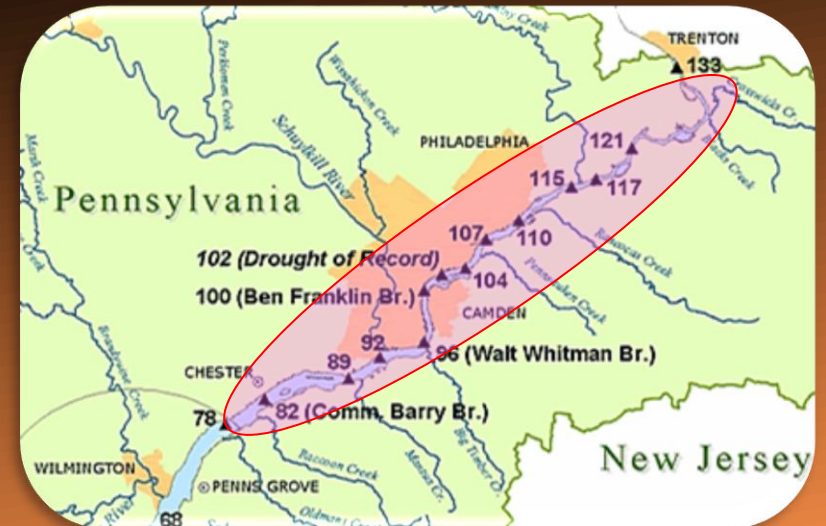 TRENTON
133
Perkiomen Creek
Wissahickon Creek
Crosswicks Cr.
Schuylkill River
PHILADELPHIA
121
Marsh Creek
115
117
Pennsylvania
107
110
Rancocas Creek
102 (Drought of Record)
104
Pennsauken Creek
100 (Ben Franklin Br.)
CAMDEN
92
96 (Walt Whitman Br.)
89
CHESTER
Brandywine Creek
82 (Comm. Barry Br.)
78
Big Timber Cr.
New Jersey
Raccoon Creek
Mantua Cr.
WILMINGTON
PENNS GROVE
River
Oldmans Creek
68